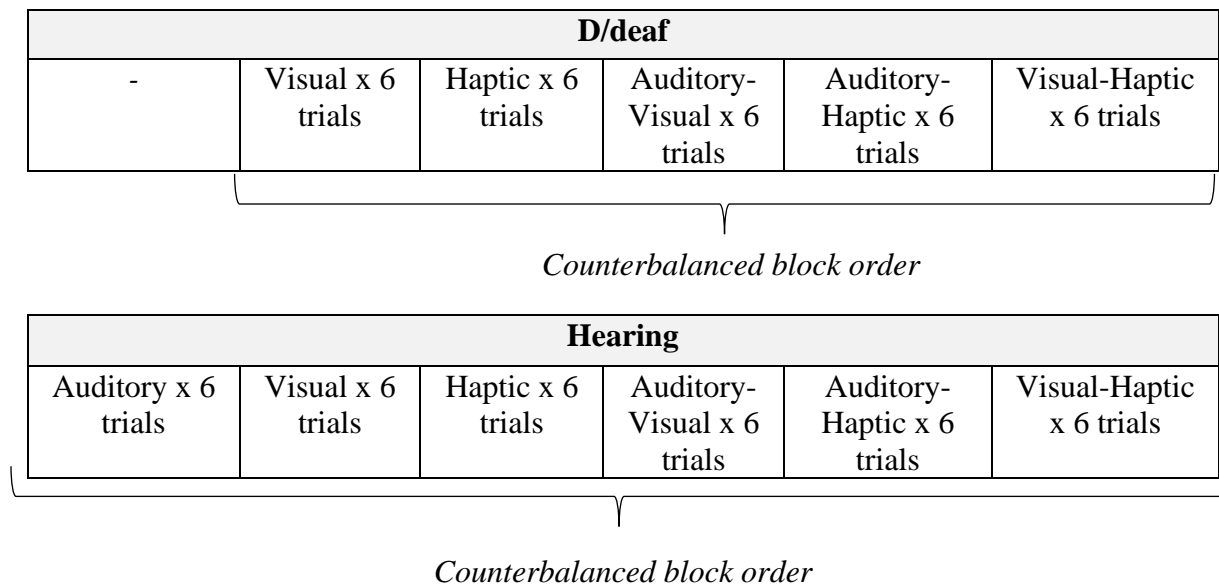 D/deaf
-
Visual x 6
trials
Haptic x 6
trials
Auditory-
Visual x 6
trials
Auditory-
Haptic x 6
trials
Visual-Haptic
x 6 trials
Counterbalanced block order
Hearing
Auditory x 6
trials
Visual x 6
trials
Haptic x 6
trials
Auditory-
Visual x 6
trials
Auditory-
Haptic x 6
trials
Visual-Haptic
x 6 trials
Counterbalanced block order